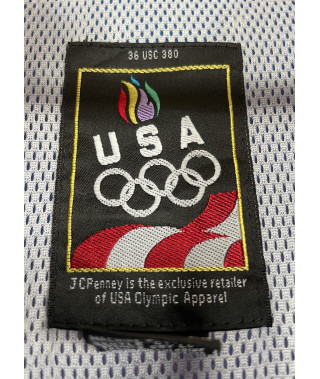 36 USC 380
USA
JCPenney is the exclusive retailer
of USA Olympic Apparel